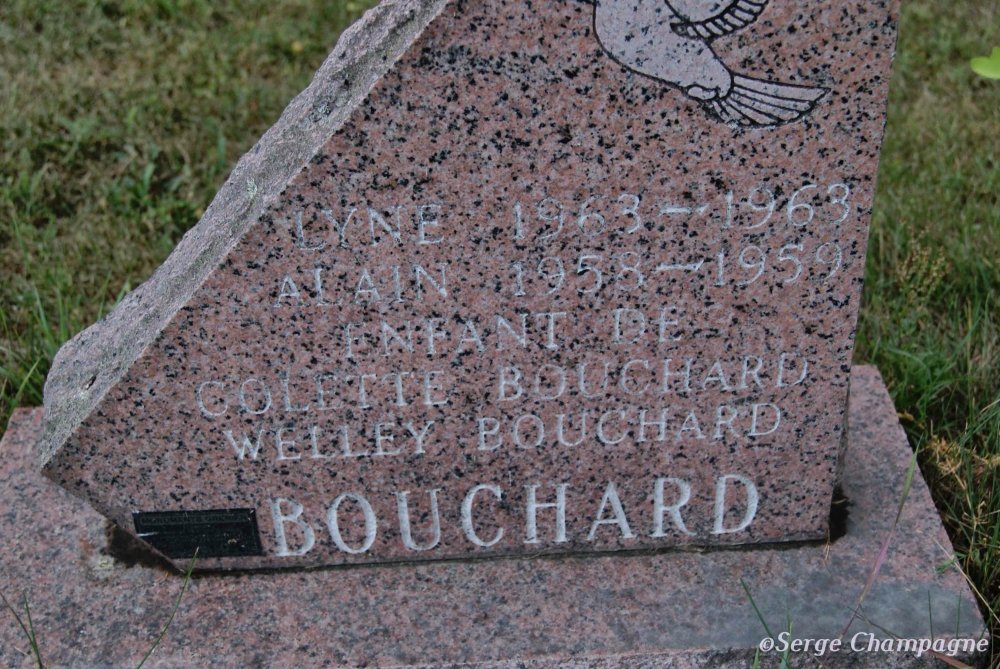 LYNE 1963 - 1963
ALAIN 1958 - 1959
ENFANT DE
COLETTE BOUCHARD
WELLEY BOUCHARD
BOUCHARD
©Serge Champagne